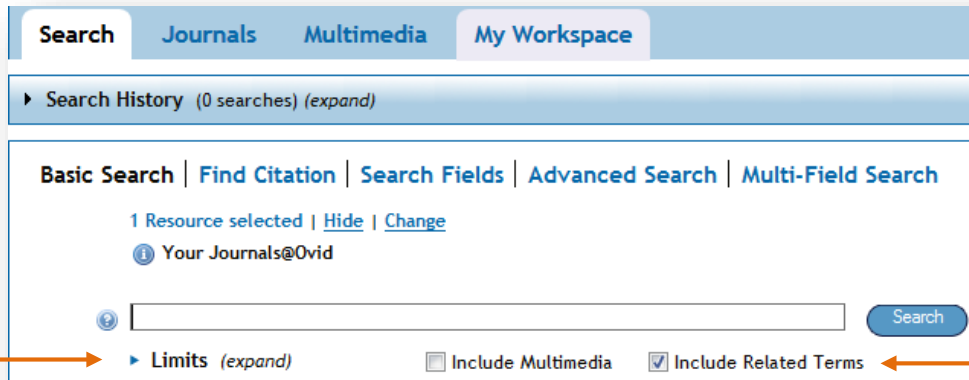 Search Journals Multimedia My Workspace
Search History (0 searches) (expand)
Basic Search | Find Citation | Search Fields | Advanced Search | Multi-Field Search
1 Resource selected | Hide | Change
Your Journals@Ovid
Search
Limits (expand) Include Multimedia Include Related Terms